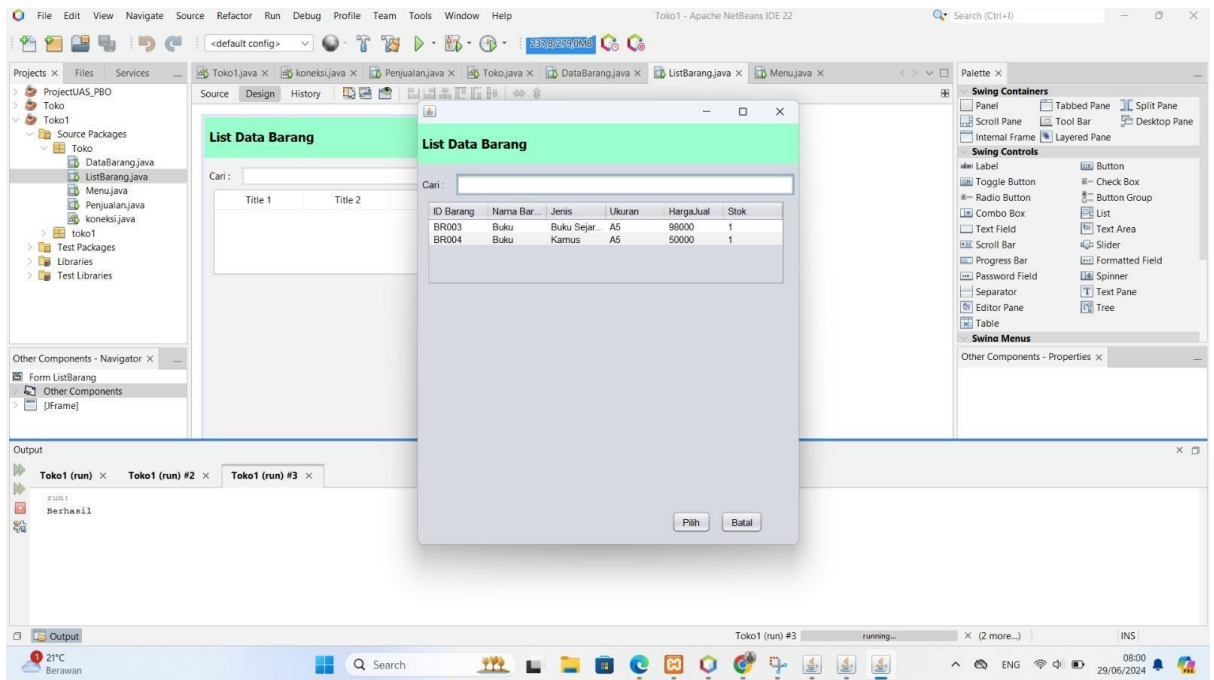 File Edit View Navigate Source Refactor Run Debug Profile Team Tools Window Help
Toko1 - Apache NetBeans IDE 22
Search (Ctrl+I)
<default config>
237,8/279,0MB
Projects Files Services
ProjectUAS_PBO
Toko
Toko1
Source Packages
Toko
DataBarang.java
ListBarang.java
Menu.java
Penjualan.java
koneksi.java
toko1
Test Packages
Libraries
Test Libraries
Toko1.java koneksi.java Penjualan.java Toko.java DataBarang.java ListBarang.java Menu.java
Source Design History
List Data Barang
Cari :
Title 1 Title 2
List Data Barang
Cari :
ID Barang Nama Bar... Jenis Ukuran HargaJual Stok
BR003 Buku Buku Sejar... A5 98000 1
BR004 Buku Kamus A5 50000 1
Pilih Batal
Palette
Swing Containers
Panel Tabbed Pane Split Pane
Scroll Pane Tool Bar Desktop Pane
Internal Frame Layered Pane
Swing Controls
Label Button
Toggle Button Check Box
Radio Button Button Group
Combo Box List
Text Field Text Area
Scroll Bar Slider
Progress Bar Formatted Field
Password Field Spinner
Separator Text Pane
Editor Pane Tree
Table
Swing Menus
Other Components - Properties
Other Components - Navigator
Form ListBarang
Other Components
[JFrame]
Output
Toko1 (run) Toko1 (run) #2 Toko1 (run) #3
run:
Berhasil
Output
Toko1 (run) #3 running... (2 more...) INS
1
21°C
Berawan
Search
ENG
08:00
29/06/2024